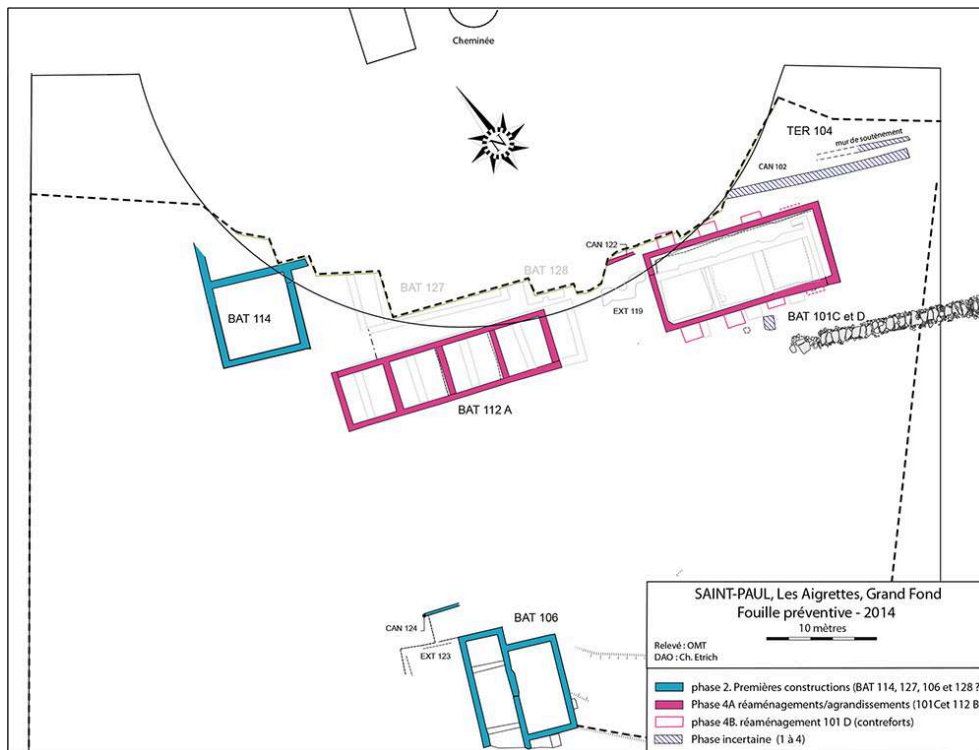 Cheminée
N
TER 104
mur de soutènement
CAN 102
CAN 122
BAT 127
BAT 128
BAT 114
EXT 119
BAT 101C et D
BAT 112 A
CAN 124
BAT 106
EXT 123
SAINT-PAUL, Les Aigrettes, Grand Fond
Fouille préventive - 2014
10 mètres
Relevé : OMT
DAO : Ch. Etrich
phase 2. Premières constructions (BAT 114, 127, 106 et 128 ?
Phase 4A réaménagements/agrandissements (101Cet 112 B
phase 4B. réaménagement 101 D (contreforts)
Phase incertaine (1 à 4)